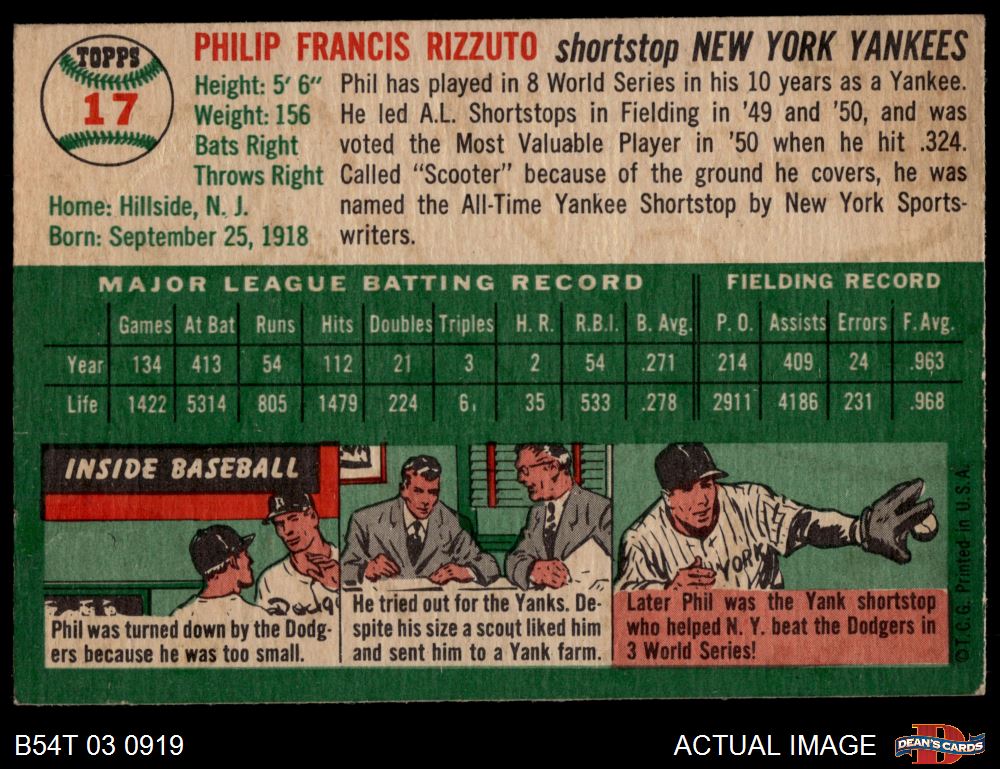 TOPPS
17
PHILIP FRANCIS RIZZUTO shortstop NEW YORK YANKEES
Height: 5' 6"
Weight: 156
Bats Right
Throws Right
Home: Hillside, N. J.
Born: September 25, 1918
Phil has played in 8 World Series in his 10 years as a Yankee.
He led A.L. Shortstops in Fielding in '49 and '50, and was
voted the Most Valuable Player in '50 when he hit .324.
Called "Scooter" because of the ground he covers, he was
named the All-Time Yankee Shortstop by New York Sports-
writers.
MAJOR LEAGUE BATTING RECORD FIELDING RECORD
Games At Bat Runs Hits Doubles Triples H. R. R.B.I. B. Avg. P. O. Assists Errors F. Avg.
Year 134 413 54 112 21 3 2 54 .271 214 409 24 .963
Life 1422 5314 805 1479 224 6. 35 533 .278 2911 4186 231 .968
INSIDE BASEBALL
B
Dodg
Phil was turned down by the Dodg-
ers because he was too small.
He tried out for the Yanks. De-
spite his size a scout liked him
and sent him to a Yank farm.
YORK
Later Phil was the Yank shortstop
who helped N. Y. beat the Dodgers in
3 World Series!
© T.C.G. Printed in U.S.A.
B54T 03 0919
ACTUAL IMAGE
D
DEAN'S CARDS